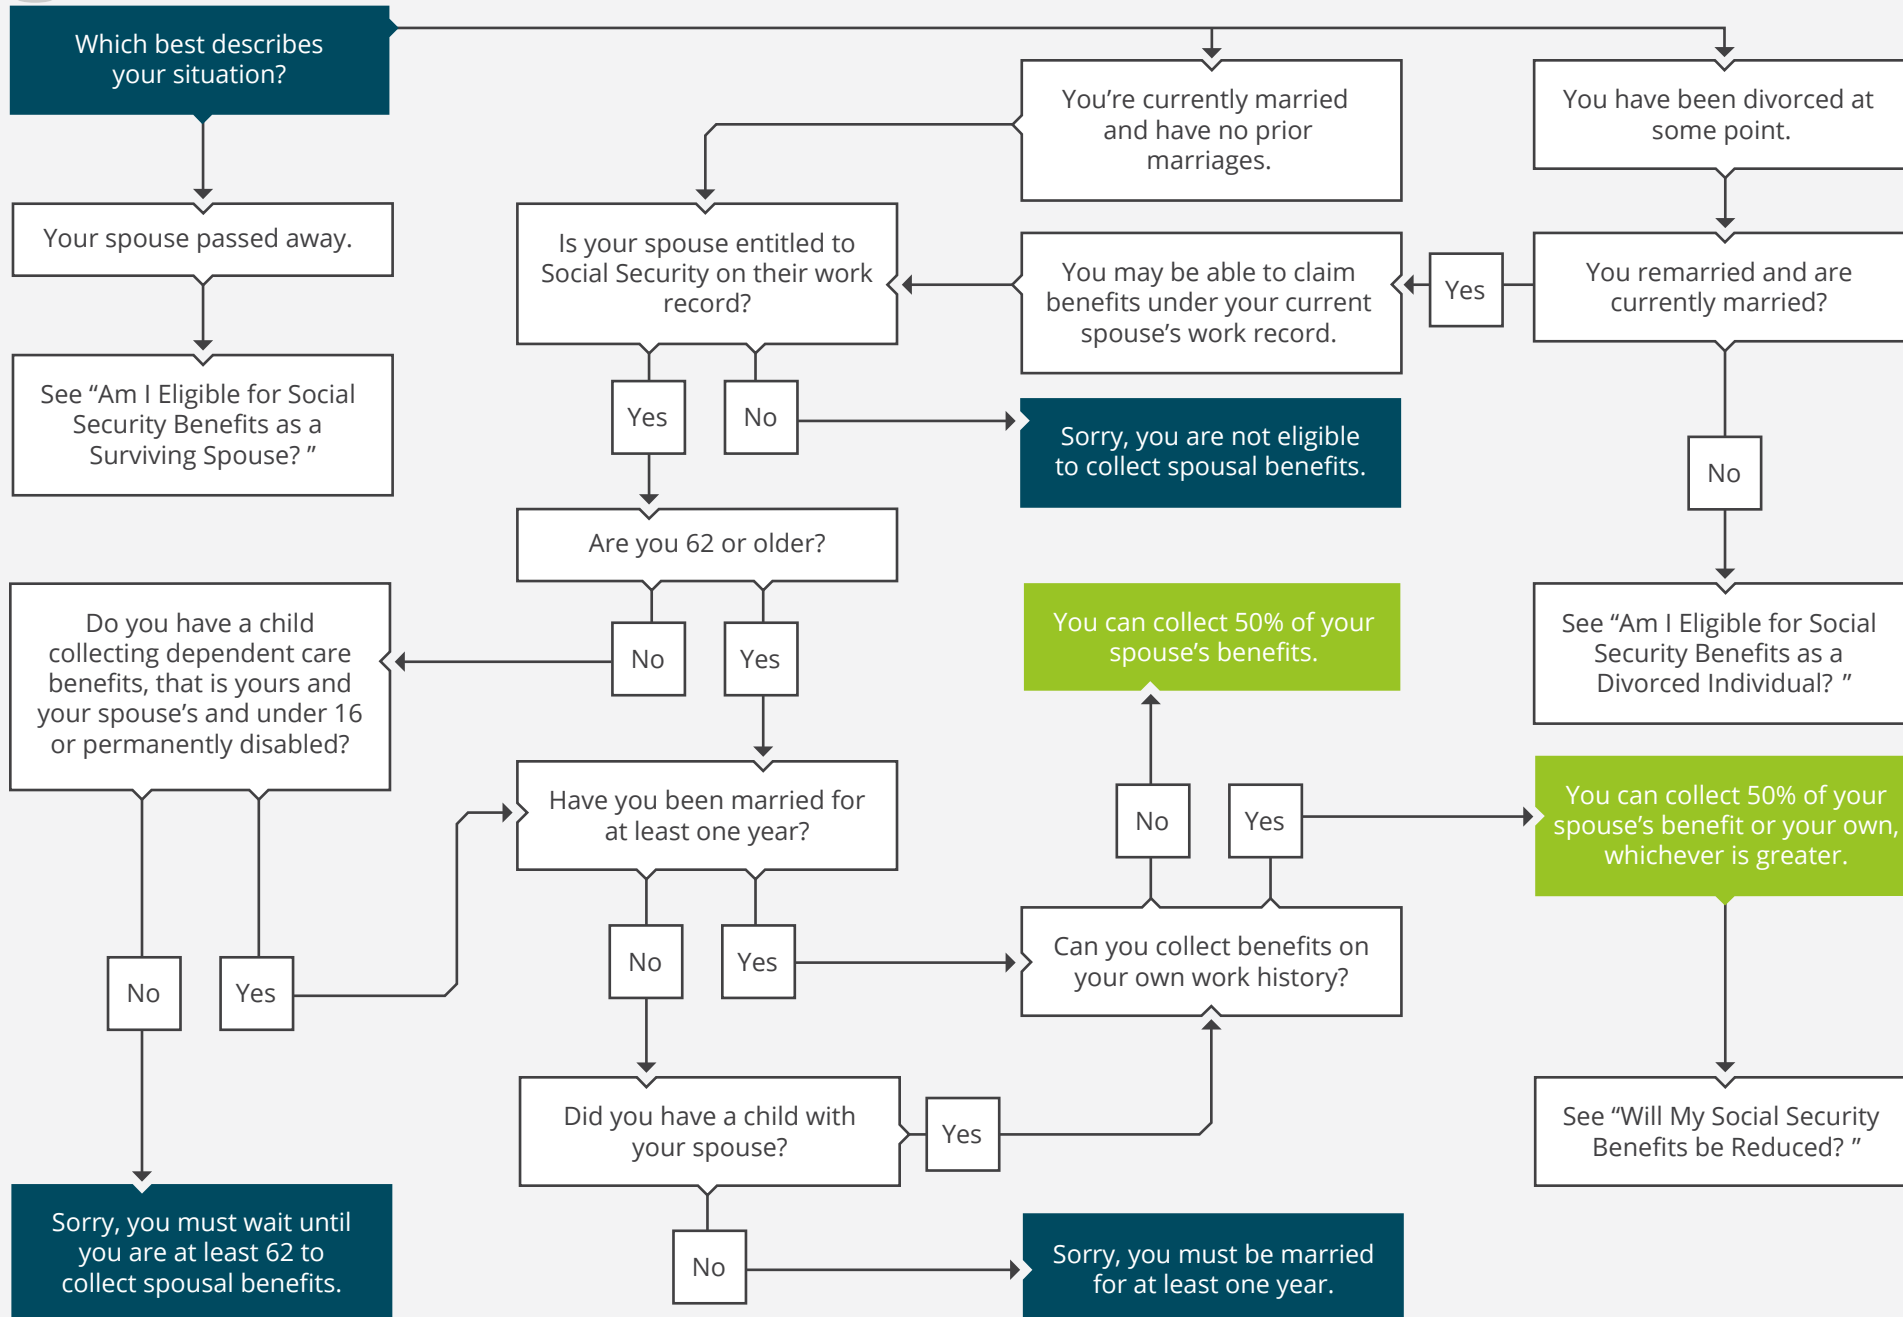 Which best describes
your situation?
You're currently married
and have no prior
marriages.
You have been divorced at
some point.
Your spouse passed away.
Is your spouse entitled to
Social Security on their work
record?
You may be able to claim
benefits under your current
spouse's work record.
Yes
You remarried and are
currently married?
See “Am I Eligible for Social
Security Benefits as a
Surviving Spouse? ”
Yes
No
Sorry, you are not eligible
to collect spousal benefits.
No
Are you 62 or older?
Do you have a child
collecting dependent care
benefits, that is yours and
your spouse's and under 16
or permanently disabled?
No
Yes
You can collect 50% of your
spouse's benefits.
See “Am I Eligible for Social
Security Benefits as a
Divorced Individual? ”
Have you been married for
at least one year?
No
Yes
You can collect 50% of your
spouse's benefit or your own,
whichever is greater.
No
Yes
No
Yes
Can you collect benefits on
your own work history?
Did you have a child with
your spouse?
Yes
See “Will My Social Security
Benefits be Reduced? ”
Sorry, you must wait until
you are at least 62 to
collect spousal benefits.
No
Sorry, you must be married
for at least one year.